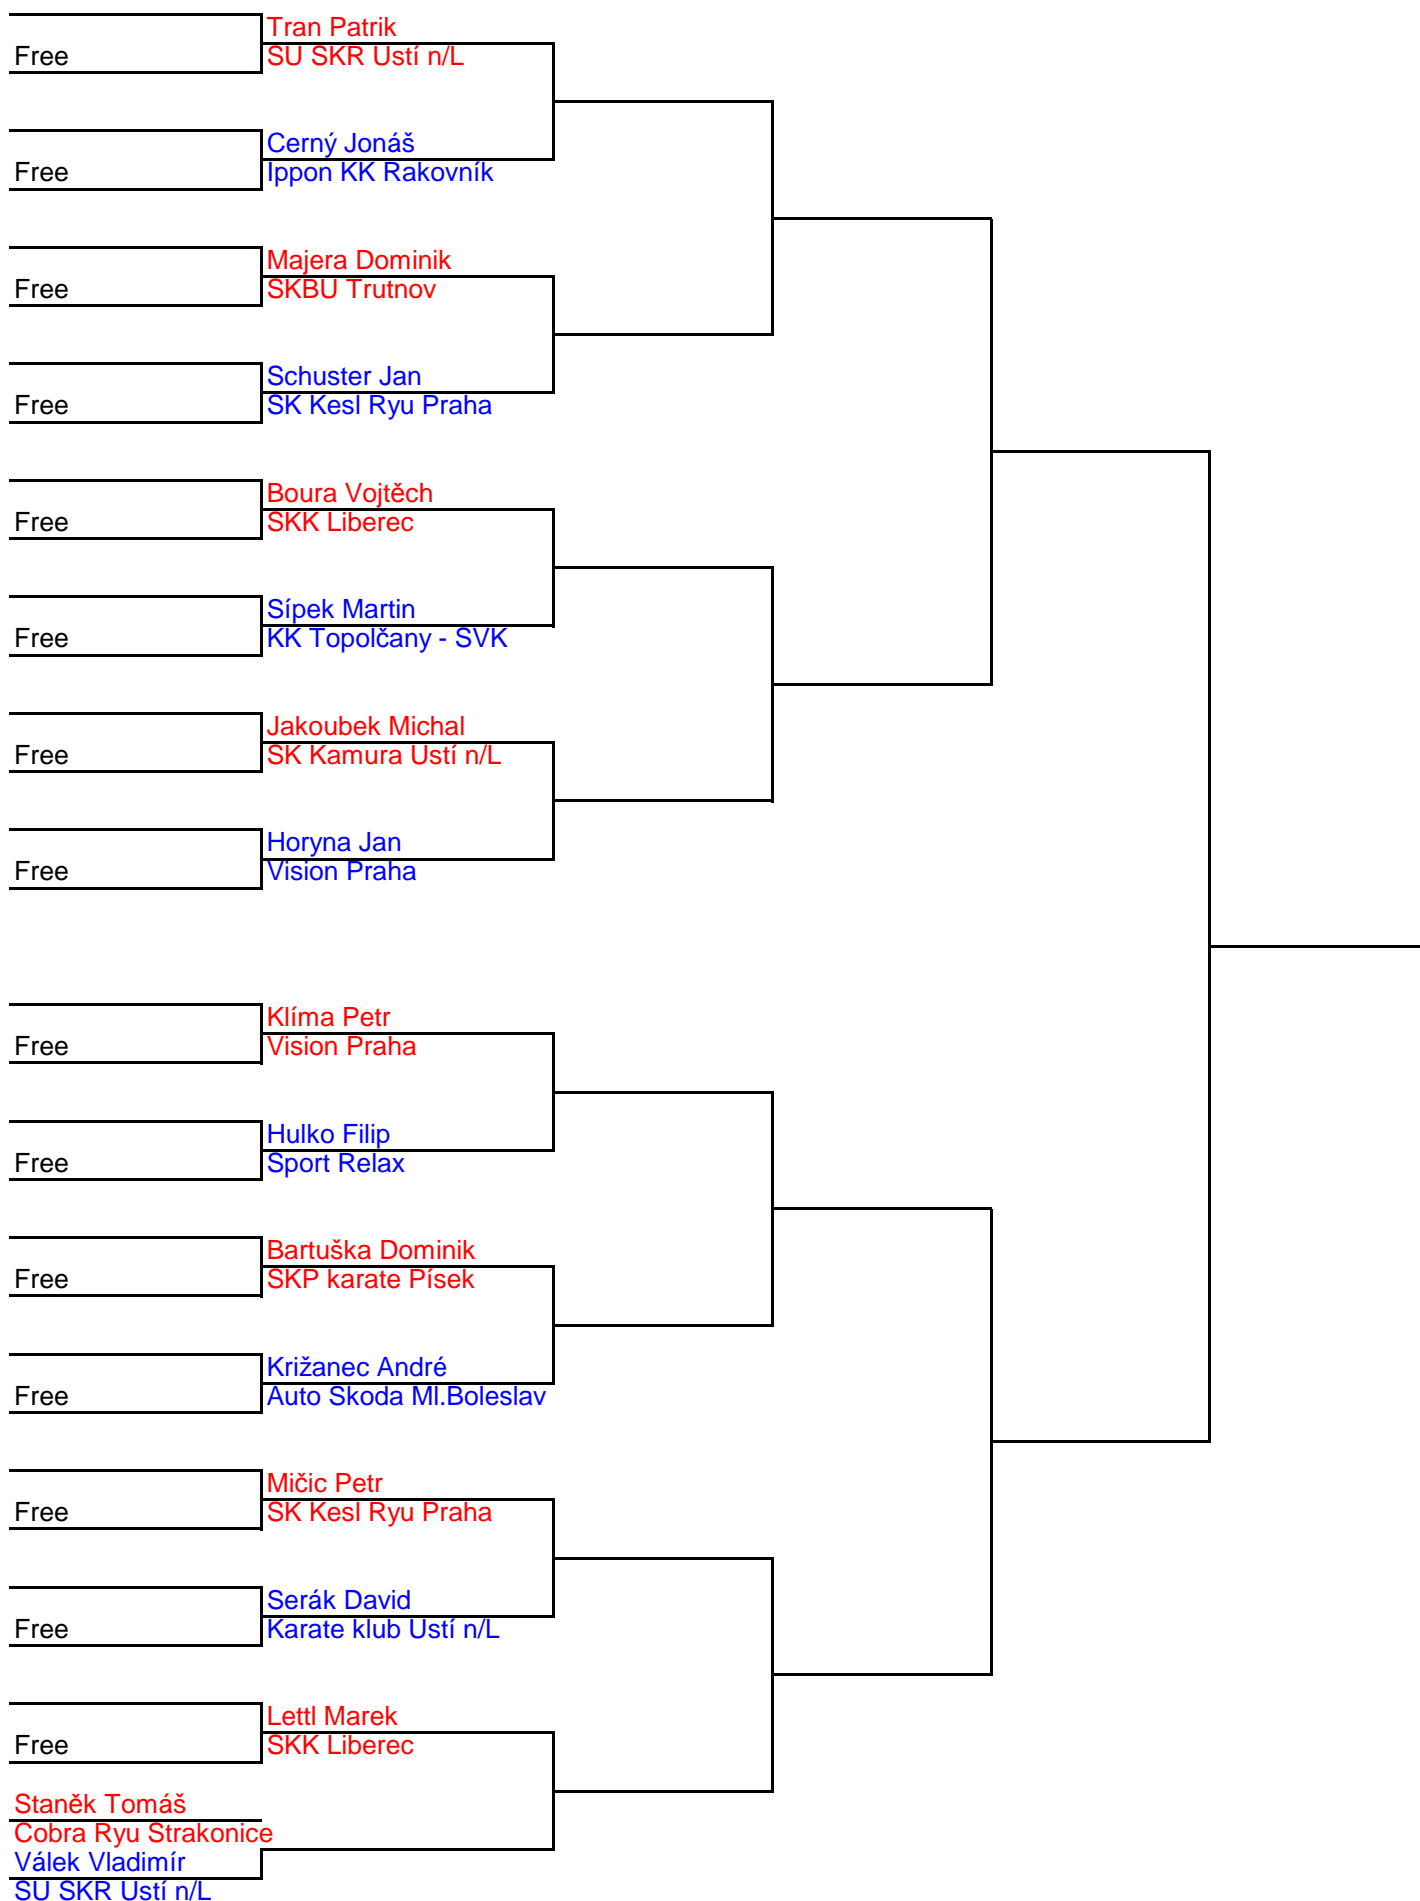 Tran Patrik
Free
SU SKR Ustí n/L
Cerný Jonáš
Free
Ippon KK Rakovník
Majera Dominik
Free
SKBU Trutnov
Schuster Jan
Free
SK Kesl Ryu Praha
Boura Vojtěch
Free
SKK Liberec
Sípek Martin
Free
KK Topolčany - SVK
Jakoubek Michal
Free
SK Kamura Ustí n/L
Horyna Jan
Free
Vision Praha
Klíma Petr
Free
Vision Praha
Hulko Filip
Free
Sport Relax
Bartuška Dominik
Free
SKP karate Písek
Križanec André
Free
Auto Skoda Ml.Boleslav
Mičic Petr
Free
SK Kesl Ryu Praha
Serák David
Free
Karate klub Ustí n/L
Lettl Marek
Free
SKK Liberec
Staněk Tomáš
Cobra Ryu Strakonice
Válek Vladimír
SU SKR Ustí n/L